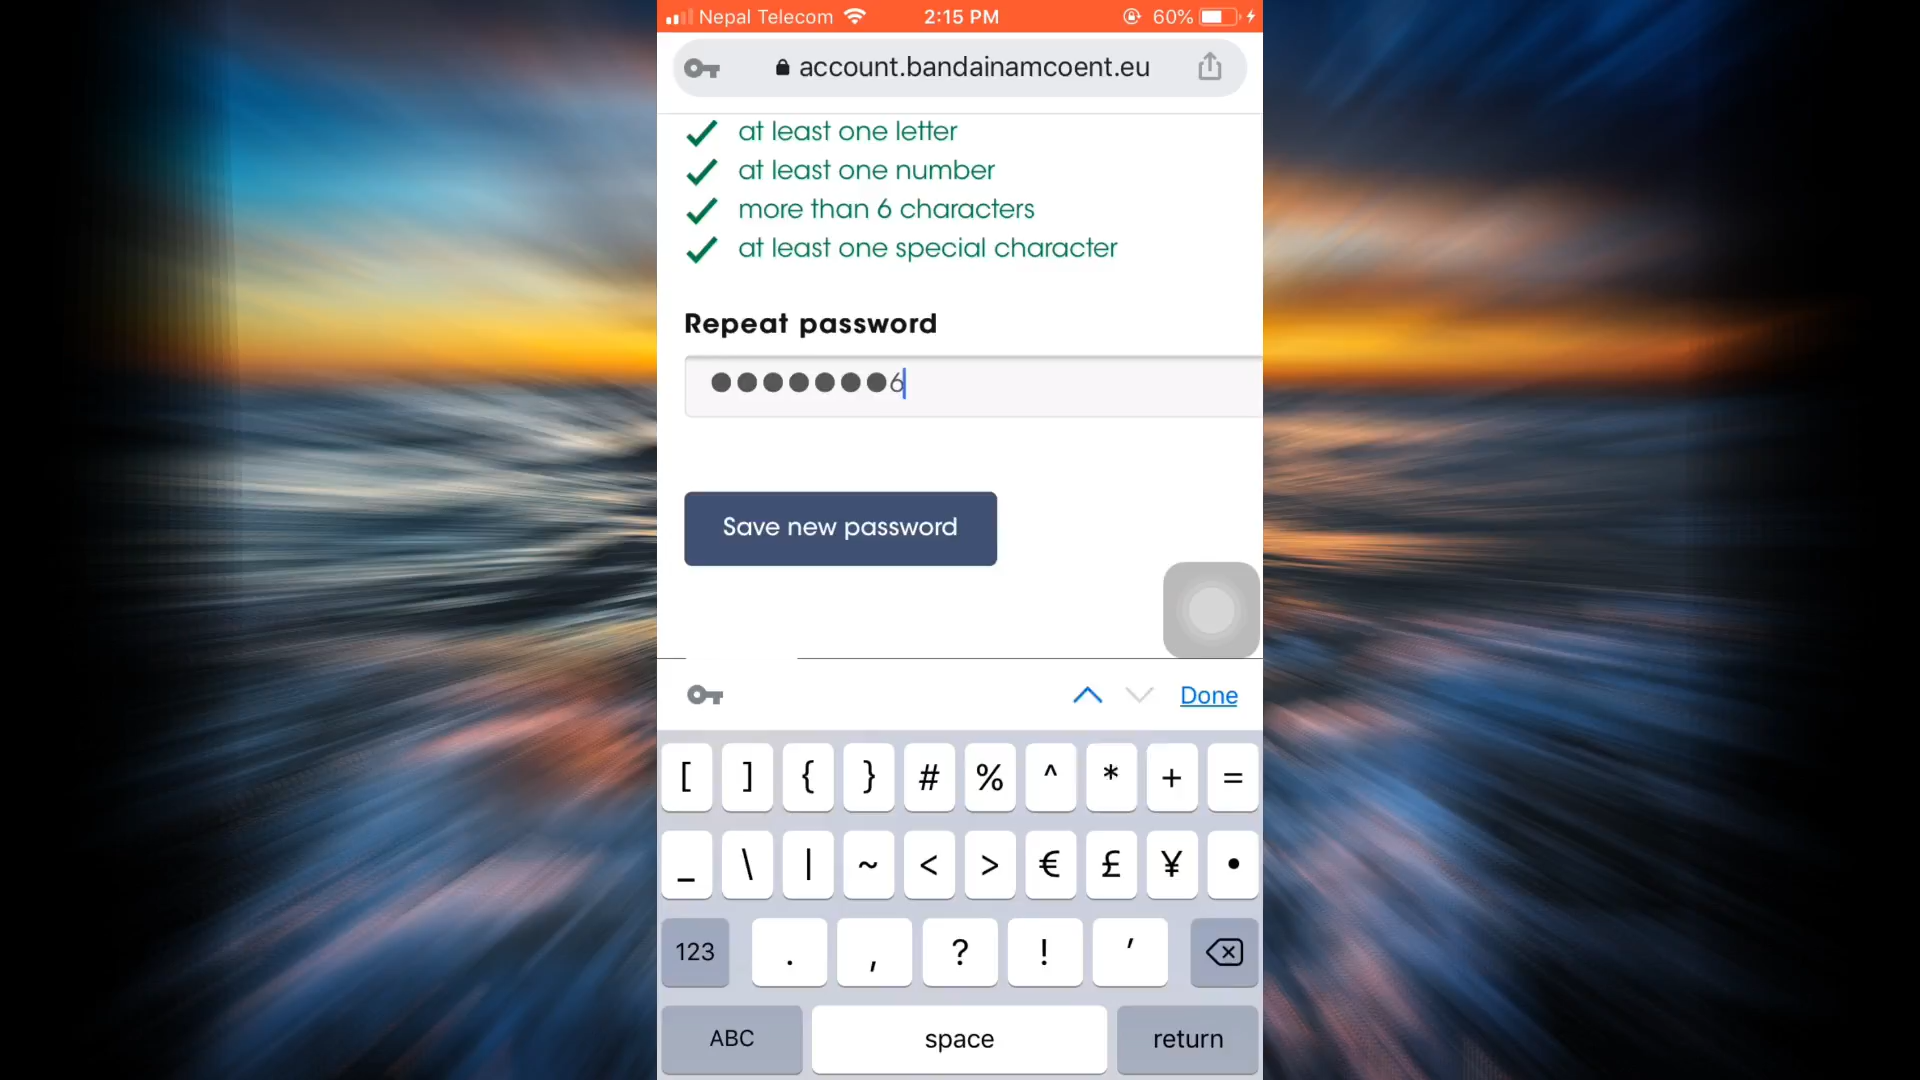 Nepal Telecom 2:15 PM 60%
account.bandainamcoent.eu
at least one letter
at least one number
more than 6 characters
at least one special character
Repeat password
●●●●●●●6
Save new password
Done
[ ] { } # % ^ * + =
_ \ | ~ < > € £ ¥ •
123 . , ? ! '
ABC space return